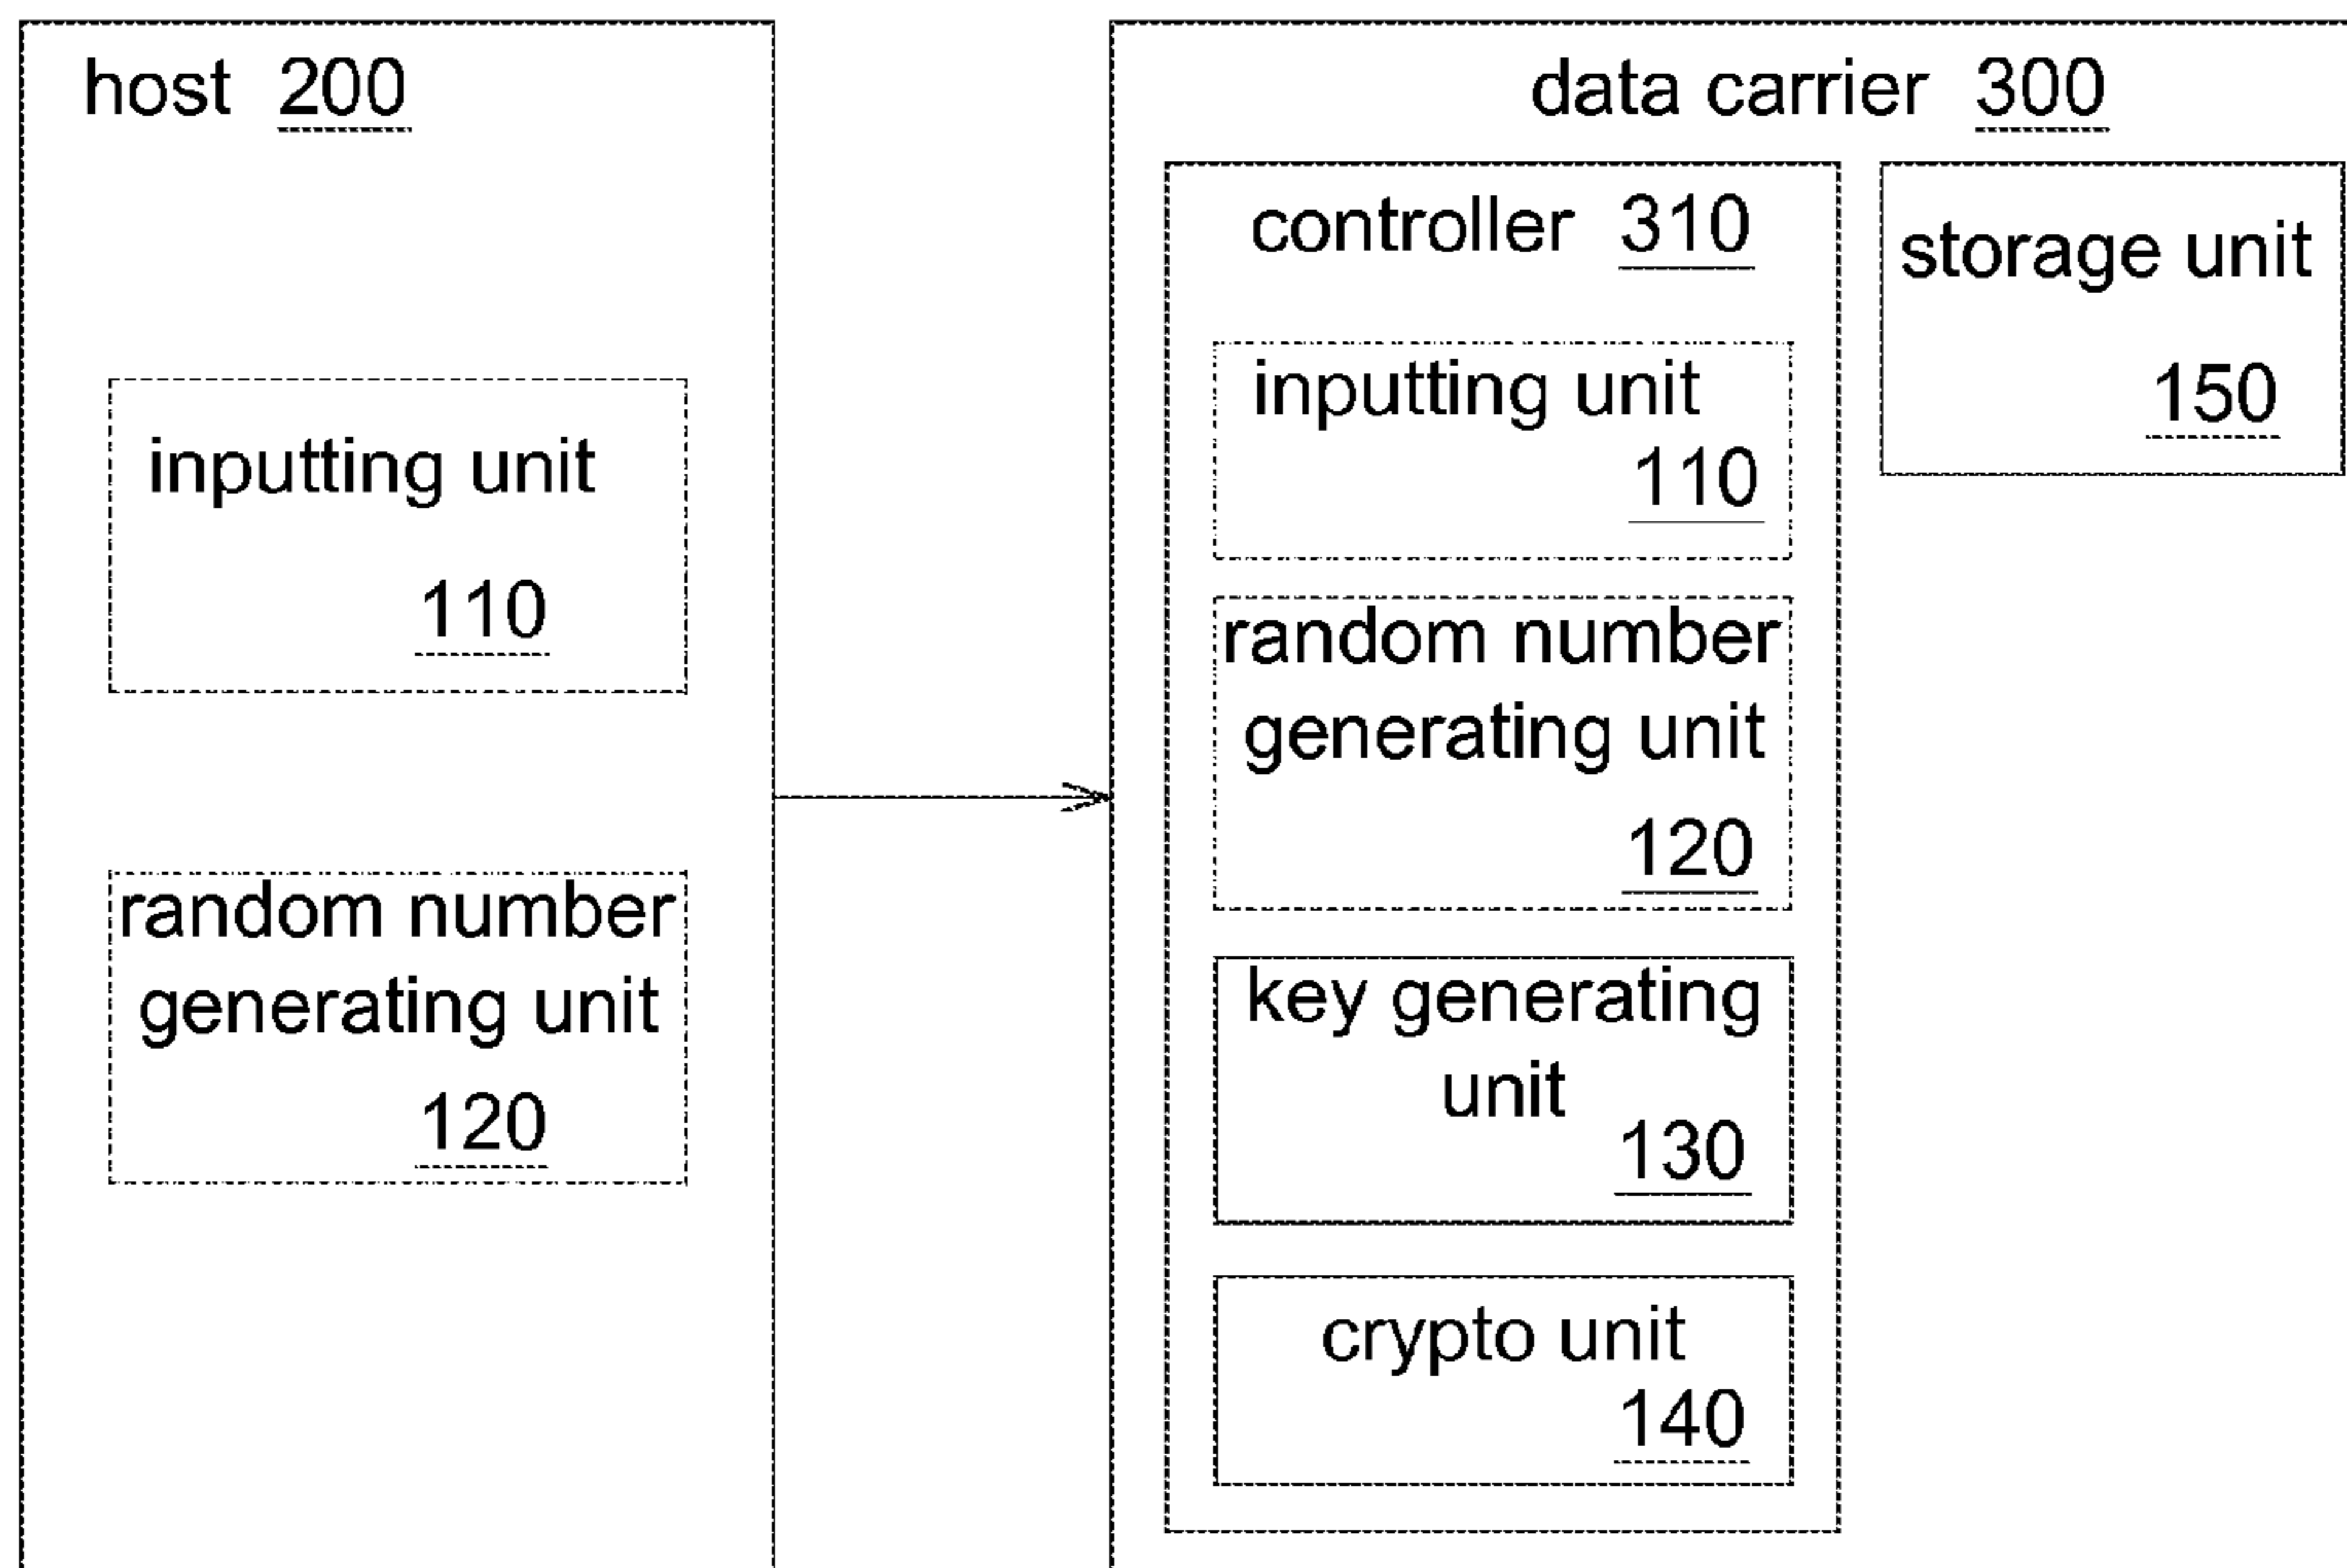 host 200
inputting unit
110
random number
generating unit
120
data carrier 300
controller 310
inputting unit
110
random number
generating unit
120
key generating
unit
130
crypto unit
140
storage unit
150